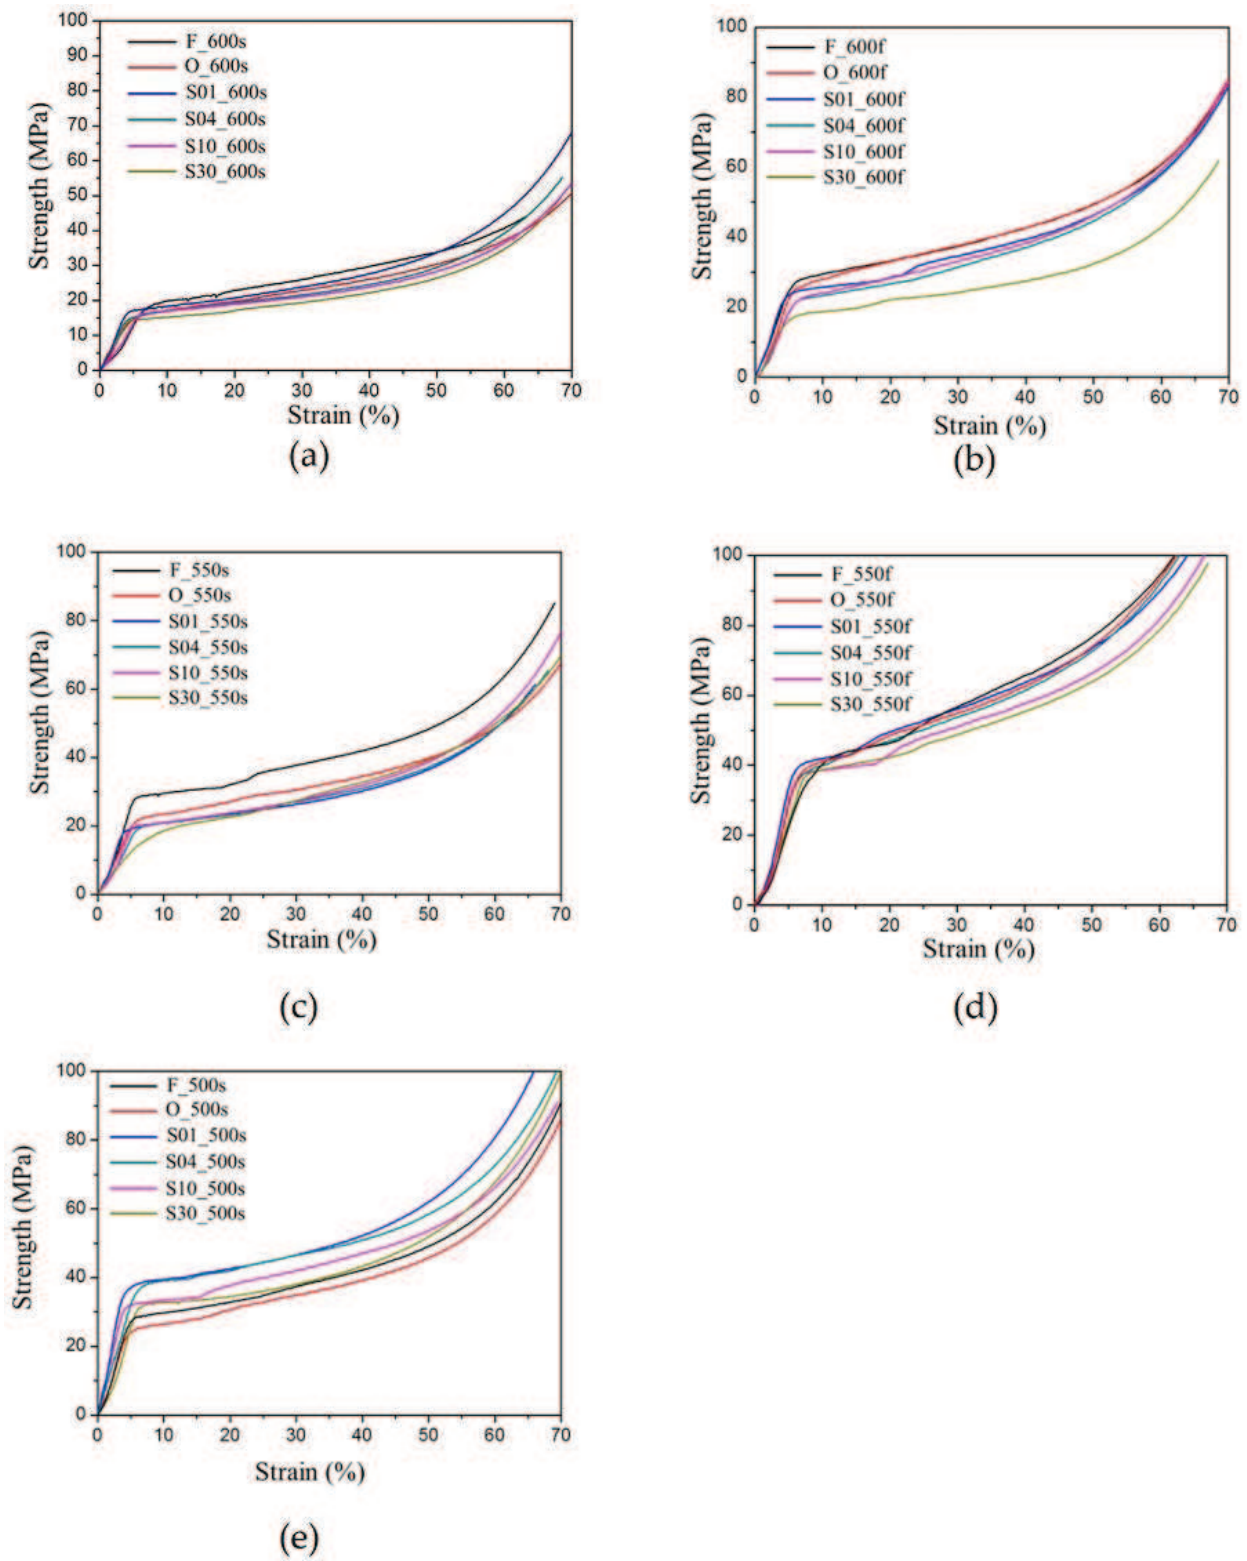 100
90
80
70
60
50
40
30
20
10
0
Strength (MPa)
F_600s
O_600s
S01_600s
S04_600s
S10_600s
S30_600s
0 10 20 30 40 50 60 70
Strain (%)
(a)
100
80
60
40
20
0
Strength (MPa)
F_600f
O_600f
S01_600f
S04_600f
S10_600f
S30_600f
0 10 20 30 40 50 60 70
Strain (%)
(b)
100
80
60
40
20
0
Strength (MPa)
F_550s
O_550s
S01_550s
S04_550s
S10_550s
S30_550s
0 10 20 30 40 50 60 70
Strain (%)
(c)
100
80
60
40
20
0
Strength (MPa)
F_550f
O_550f
S01_550f
S04_550f
S10_550f
S30_550f
0 10 20 30 40 50 60 70
Strain (%)
(d)
100
80
60
40
20
0
Strength (MPa)
F_500s
O_500s
S01_500s
S04_500s
S10_500s
S30_500s
0 10 20 30 40 50 60 70
Strain (%)
(e)